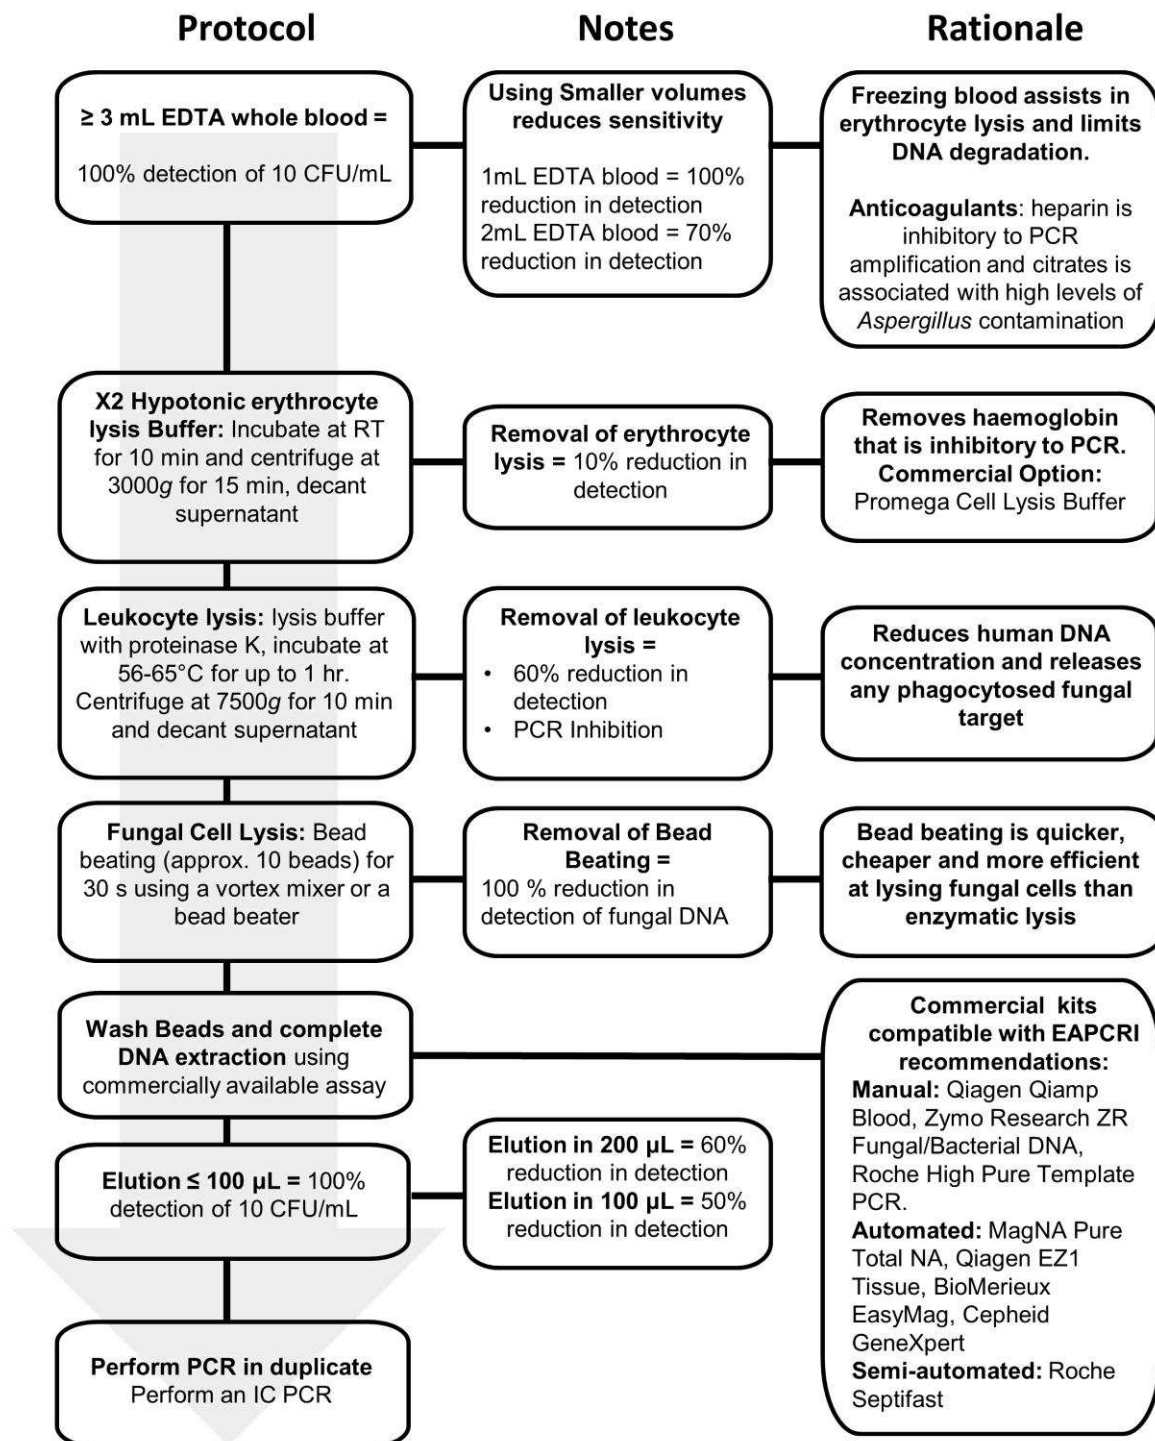 Protocol
Notes
Rationale
≥ 3 mL EDTA whole blood =
100% detection of 10 CFU/mL
Using Smaller volumes
reduces sensitivity
1mL EDTA blood = 100%
reduction in detection
2mL EDTA blood = 70%
reduction in detection
Freezing blood assists in
erythrocyte lysis and limits
DNA degradation.
Anticoagulants: heparin is
inhibitory to PCR
amplification and citrates is
associated with high levels of
Aspergillus contamination
X2 Hypotonic erythrocyte
lysis Buffer: Incubate at RT
for 10 min and centrifuge at
3000g for 15 min, decant
supernatant
Removal of erythrocyte
lysis = 10% reduction in
detection
Removes haemoglobin
that is inhibitory to PCR.
Commercial Option:
Promega Cell Lysis Buffer
Leukocyte lysis: lysis buffer
with proteinase K, incubate at
56-65°C for up to 1 hr.
Centrifuge at 7500g for 10 min
and decant supernatant
Removal of leukocyte
lysis =
• 60% reduction in
detection
• PCR Inhibition
Reduces human DNA
concentration and releases
any phagocytosed fungal
target
Fungal Cell Lysis: Bead
beating (approx. 10 beads) for
30 s using a vortex mixer or a
bead beater
Removal of Bead
Beating =
100 % reduction in
detection of fungal DNA
Bead beating is quicker,
cheaper and more efficient
at lysing fungal cells than
enzymatic lysis
Wash Beads and complete
DNA extraction using
commercially available assay
Commercial kits
compatible with EAPCRI
recommendations:
Manual: Qiagen Qiamp
Blood, Zymo Research ZR
Fungal/Bacterial DNA,
Roche High Pure Template
PCR.
Automated: MagNA Pure
Total NA, Qiagen EZ1
Tissue, BioMerieux
EasyMag, Cepheid
GeneXpert
Semi-automated: Roche
Septifast
Elution ≤ 100 µL = 100%
detection of 10 CFU/mL
Elution in 200 µL = 60%
reduction in detection
Elution in 100 µL = 50%
reduction in detection
Perform PCR in duplicate
Perform an IC PCR